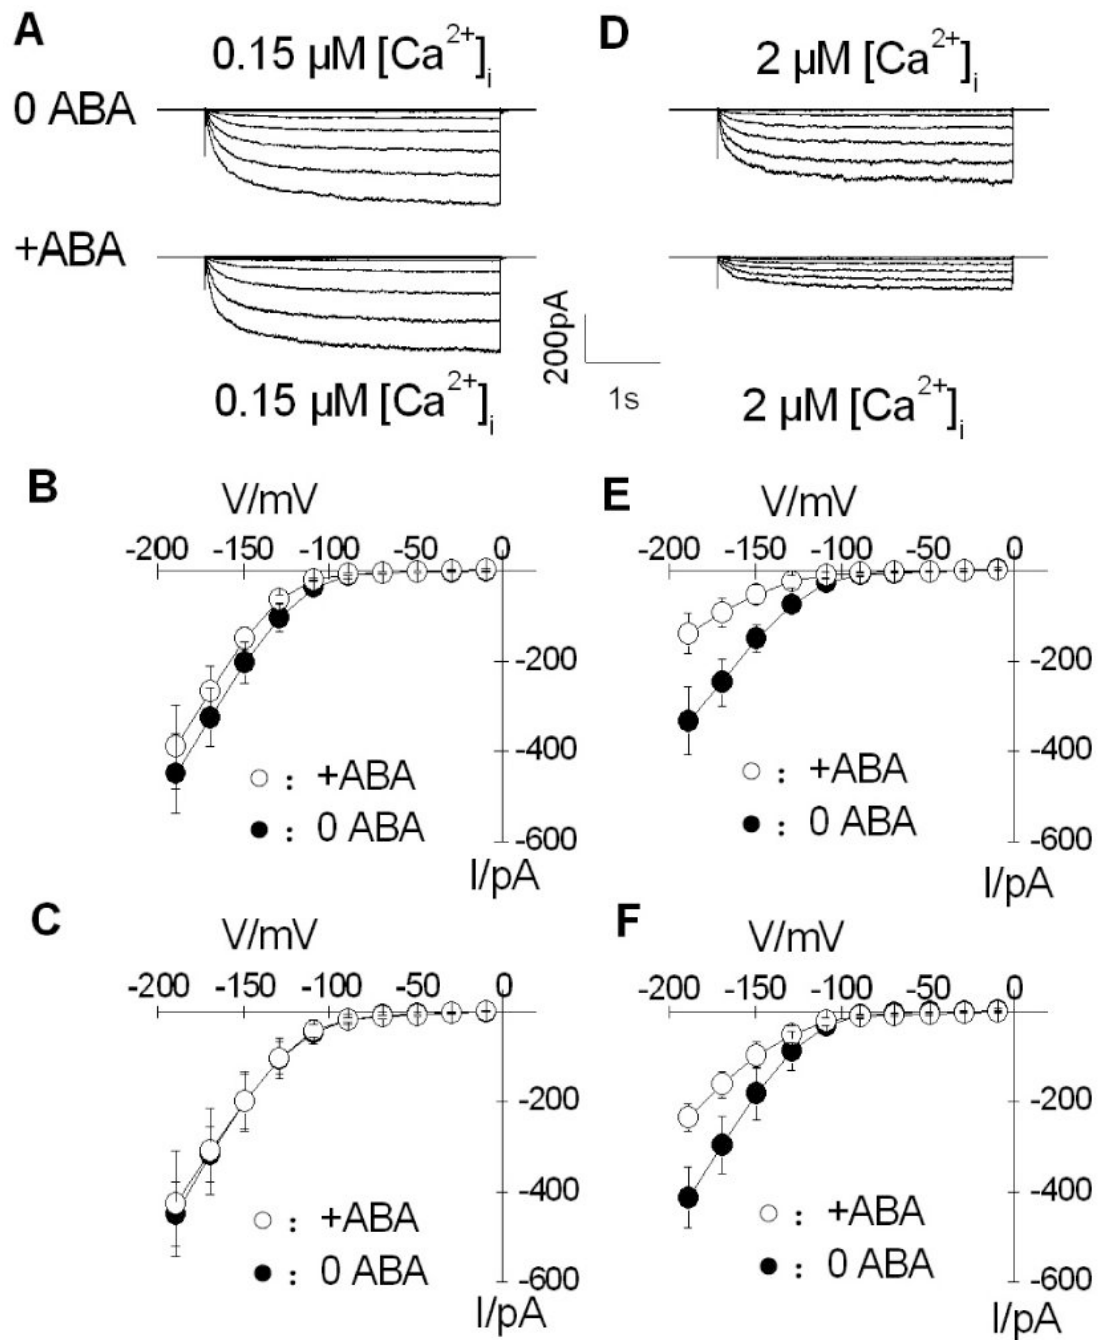 A
0.15 µM [Ca2+]i
0 ABA
+ABA
0.15 µM [Ca2+]i
200pA
1s
D
2 µM [Ca2+]i
2 µM [Ca2+]i
B
V/mV
-200 -150 -100 -50 0
-200
-400
-600
○ : +ABA
● : 0 ABA
I/pA
E
V/mV
-200 -150 -100 -50 0
-200
-400
-600
○ : +ABA
● : 0 ABA
I/pA
C
V/mV
-200 -150 -100 -50 0
-200
-400
-600
○ : +ABA
● : 0 ABA
I/pA
F
V/mV
-200 -150 -100 -50 0
-200
-400
-600
○ : +ABA
● : 0 ABA
I/pA